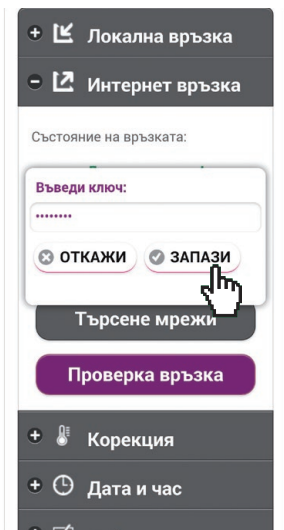 Локална връзка
Интернет връзка
Състояние на връзката:
Въведи ключ:
••••••••
ОТКАЖИ ЗАПАЗИ
Търсене мрежи
Проверка връзка
Корекция
Дата и час